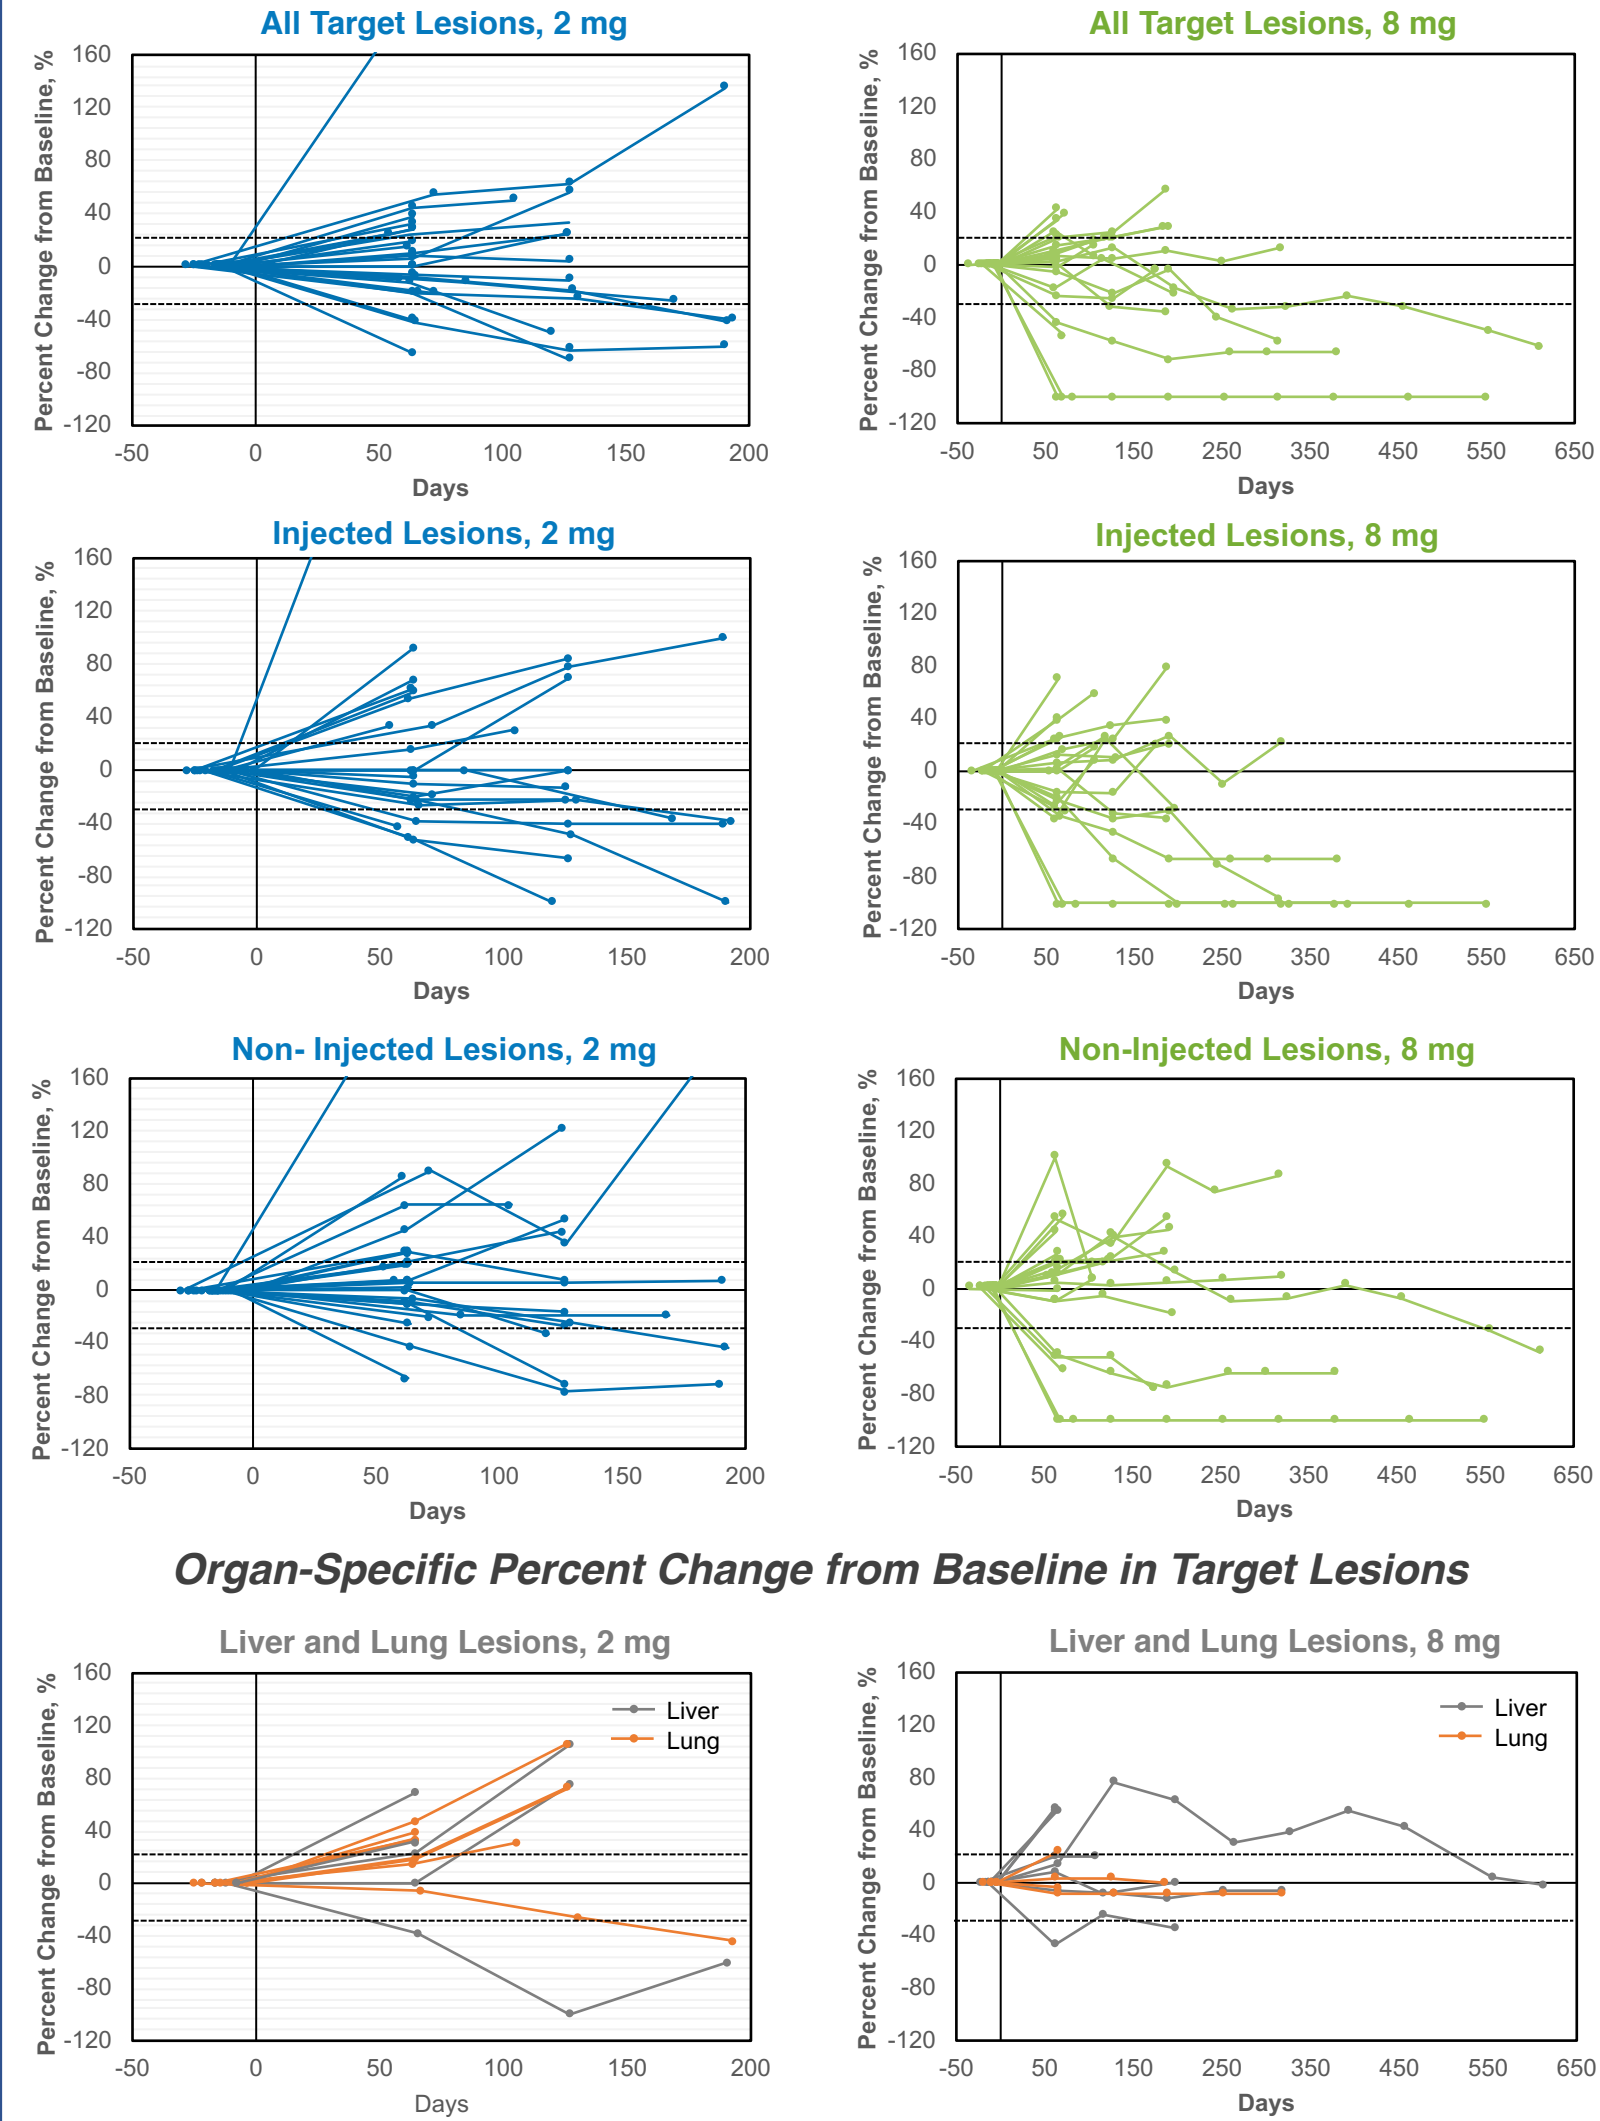 All Target Lesions, 2 mg
Percent Change from Baseline, %
160
120
80
40
0
-40
-80
-120
-50 0 50 100 150 200
Days
All Target Lesions, 8 mg
Percent Change from Baseline, %
160
120
80
40
0
-40
-80
-120
-50 50 150 250 350 450 550 650
Days
Injected Lesions, 2 mg
Percent Change from Baseline, %
160
120
80
40
0
-40
-80
-120
-50 0 50 100 150 200
Days
Injected Lesions, 8 mg
Percent Change from Baseline, %
160
120
80
40
0
-40
-80
-120
-50 50 150 250 350 450 550 650
Days
Non- Injected Lesions, 2 mg
Percent Change from Baseline, %
160
120
80
40
0
-40
-80
-120
-50 0 50 100 150 200
Days
Non-Injected Lesions, 8 mg
Percent Change from Baseline, %
160
120
80
40
0
-40
-80
-120
-50 50 150 250 350 450 550 650
Days
Organ-Specific Percent Change from Baseline in Target Lesions
Liver and Lung Lesions, 2 mg
Percent Change from Baseline, %
160
120
80
40
0
-40
-80
-120
Liver
Lung
-50 0 50 100 150 200
Days
Liver and Lung Lesions, 8 mg
Percent Change from Baseline, %
160
120
80
40
0
-40
-80
-120
Liver
Lung
-50 50 150 250 350 450 550 650
Days